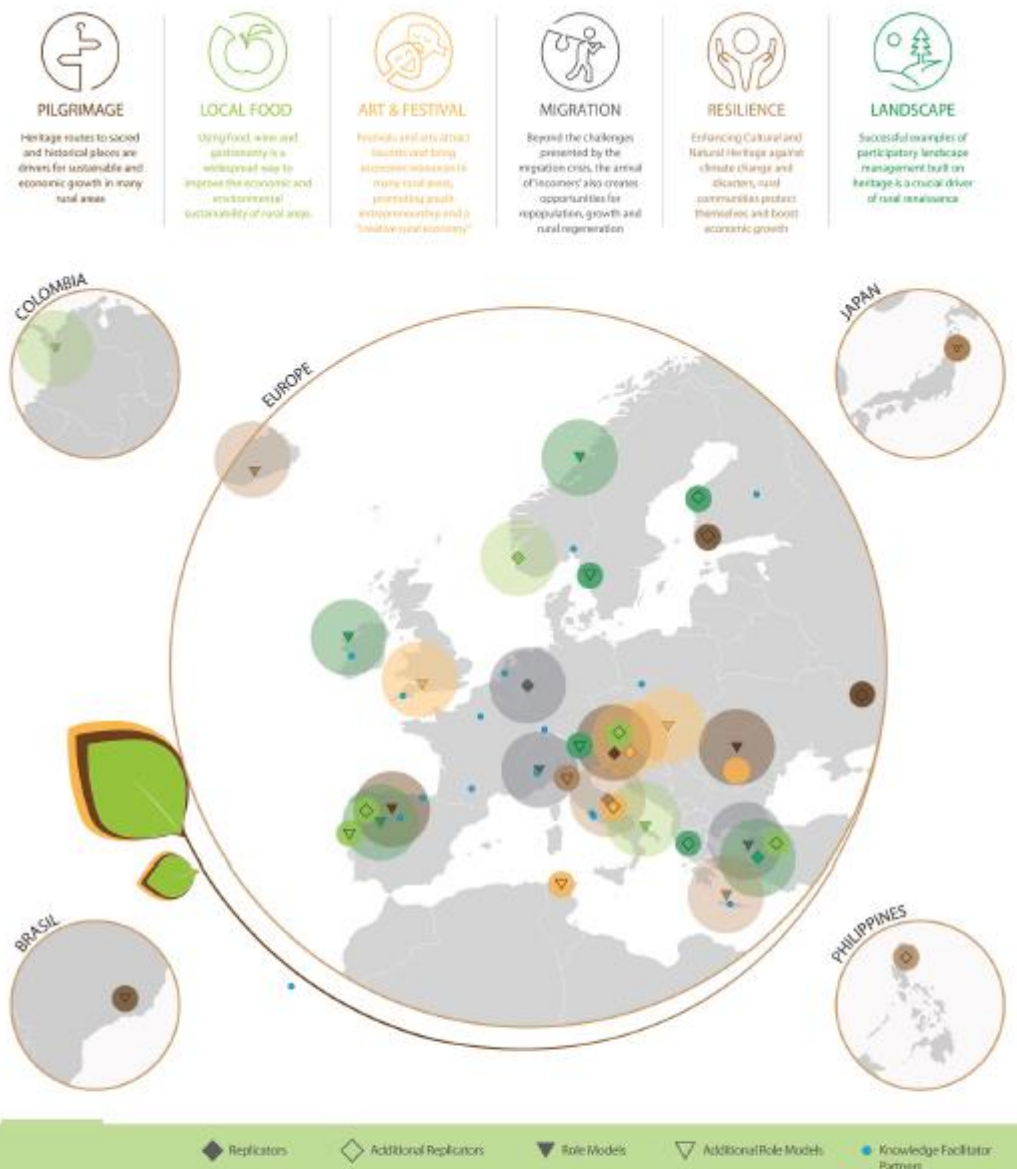 PILGRIMAGE
Heritage routes to sacred
and historical places are
drivers for sustainable and
economic growth in many
rural areas
LOCAL FOOD
Using food, wine and
gastronomy is a
widespread way to
improve the economic and
environmental
sustainability of rural areas
ART & FESTIVAL
Festivals and arts attract
tourists and bring
economic
many rural areas,
promoting youth
entrepreneurship and a
"creative rural economy"
MIGRATION
Beyond the challenges
presented by the
migration crisis, the arrival
of 'incomers' also creates
opportunities for
repopulation, growth and
rural regeneration
RESILIENCE
Enhancing Cultural and
Natural Heritage against
climate change and
disasters, rural
communities protect
themselves and boost
economic growth
LANDSCAPE
Successful examples of
participatory landscape
management built on
heritage is a crucial driver
of rural renaissance
COLOMBIA
EUROPE
JAPAN
BRASIL
PHILIPPINES
Replicators
Additional Replicators
Role Models
Additional Role Models
Knowledge Facilitator
Partners